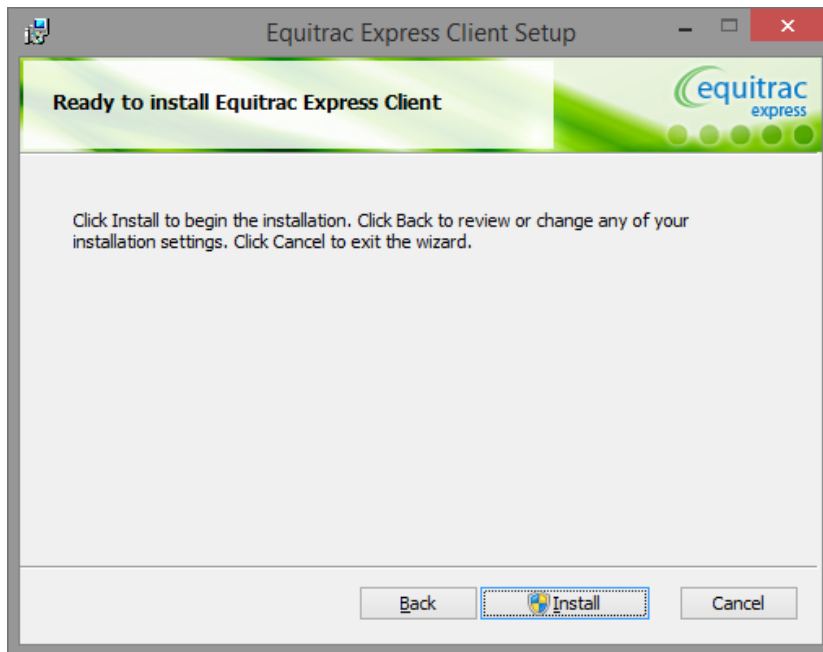 Equitrac Express Client Setup
Ready to install Equitrac Express Client
equitrac
express
Click Install to begin the installation. Click Back to review or change any of your
installation settings. Click Cancel to exit the wizard.
Back
Install
Cancel